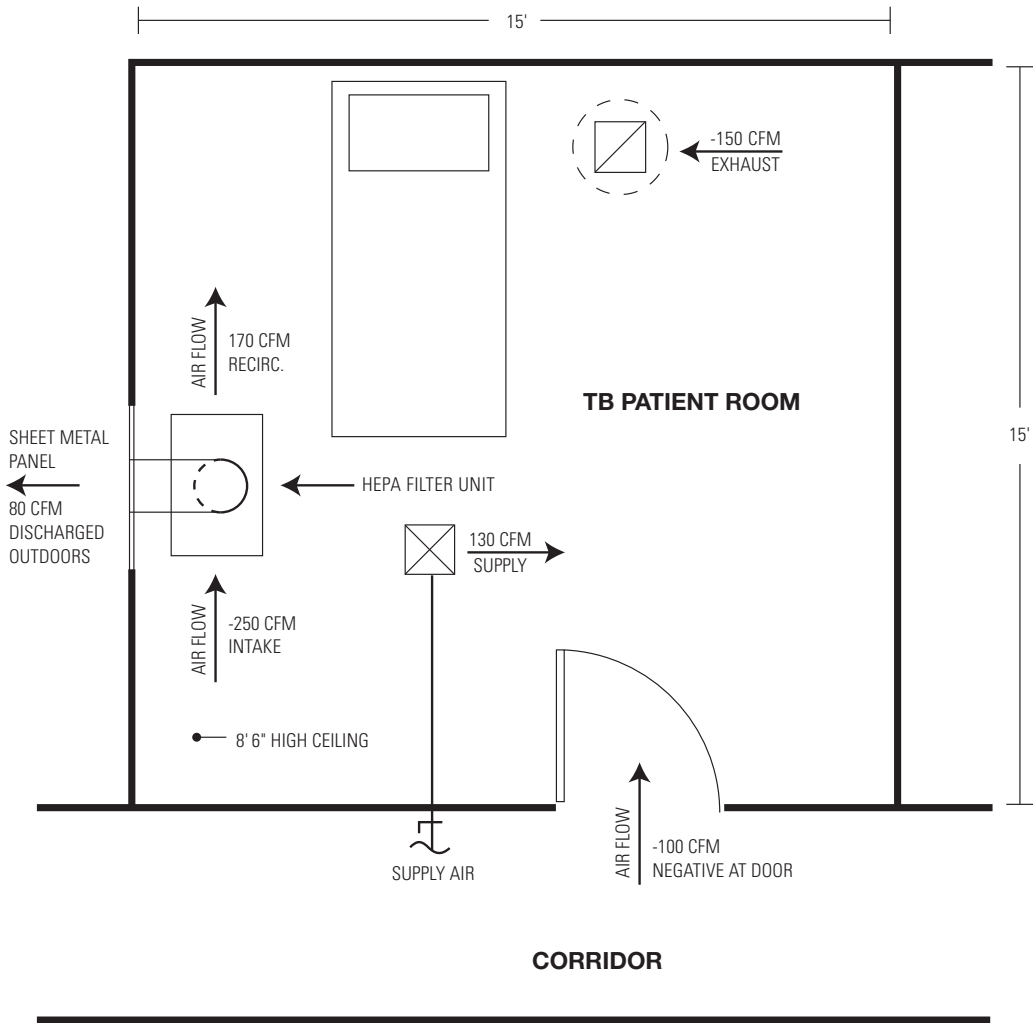 15'
-150 CFM
EXHAUST
AIR FLOW
170 CFM
RECIRC.
TB PATIENT ROOM
15'
SHEET METAL
PANEL
80 CFM
DISCHARGED
OUTDOORS
HEPA FILTER UNIT
130 CFM
SUPPLY
AIR FLOW
-250 CFM
INTAKE
8' 6" HIGH CEILING
SUPPLY AIR
AIR FLOW
-100 CFM
NEGATIVE AT DOOR
CORRIDOR